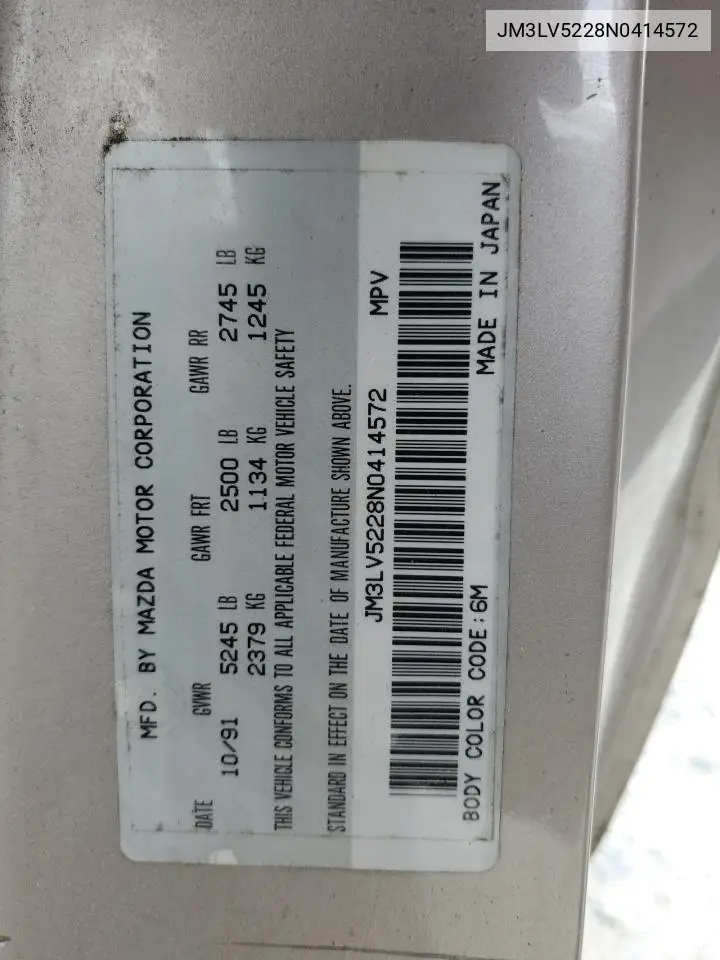 JM3LV5228N0414572
MFD. BY MAZDA MOTOR CORPORATION
DATE GVWR GAWR FRT GAWR RR
10/91 5245 LB 2500 LB 2745 LB
2379 KG 1134 KG 1245 KG
THIS VEHICLE CONFORMS TO ALL APPLICABLE FEDERAL MOTOR VEHICLE SAFETY
STANDARD IN EFFECT ON THE DATE OF MANUFACTURE SHOWN ABOVE.
JM3LV5228N0414572 MPV
BODY COLOR CODE:6M MADE IN JAPAN